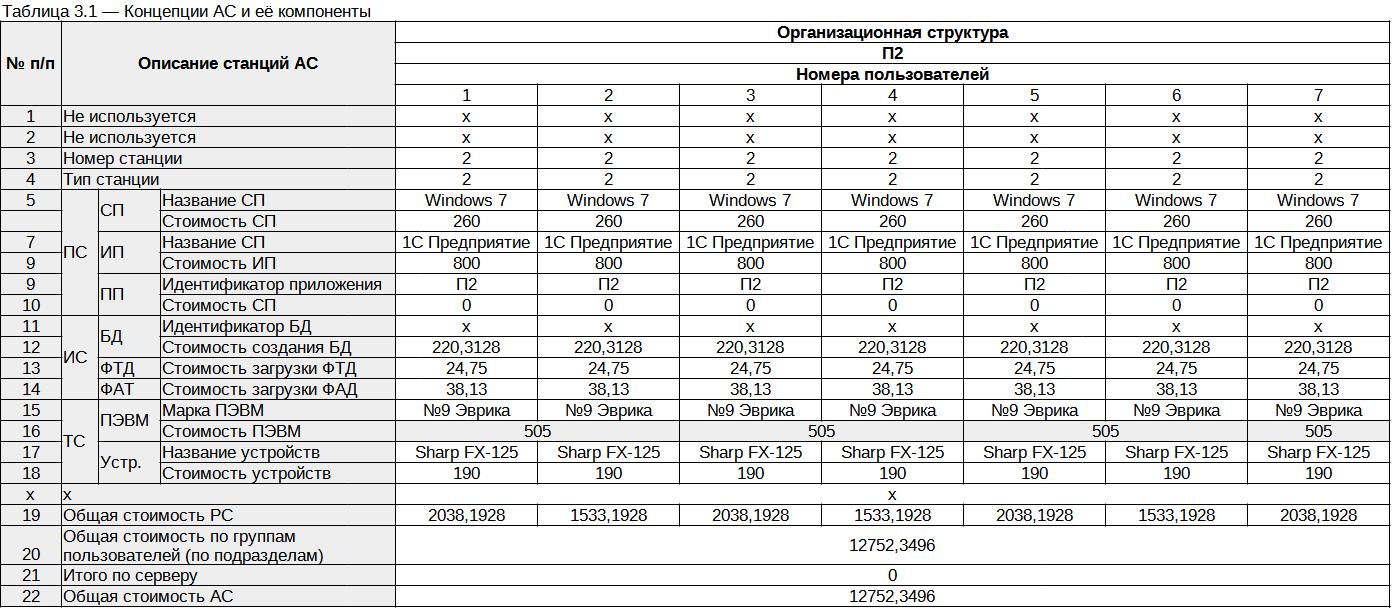 Таблица 3.1 — Концепции АС и её компоненты
№ п/п Описание станций АС Организационная структура
П2
Номера пользователей
1 2 3 4 5 6 7
1 Не используется x x x x x x x
2 Не используется x x x x x x x
3 Номер станции 2 2 2 2 2 2 2
4 Тип станции 2 2 2 2 2 2 2
5 ПС СП Название СП Windows 7 Windows 7 Windows 7 Windows 7 Windows 7 Windows 7 Windows 7
Стоимость СП 260 260 260 260 260 260 260
7 ИП Название СП 1С Предприятие 1С Предприятие 1С Предприятие 1С Предприятие 1С Предприятие 1С Предприятие 1С Предприятие
9 Стоимость ИП 800 800 800 800 800 800 800
9 ПП Идентификатор приложения П2 П2 П2 П2 П2 П2 П2
10 Стоимость СП 0 0 0 0 0 0 0
11 ИС БД Идентификатор БД x x x x x x x
12 Стоимость создания БД 220,3128 220,3128 220,3128 220,3128 220,3128 220,3128 220,3128
13 ФТД Стоимость загрузки ФТД 24,75 24,75 24,75 24,75 24,75 24,75 24,75
14 ФАТ Стоимость загрузки ФАД 38,13 38,13 38,13 38,13 38,13 38,13 38,13
15 ТС ПЭВМ Марка ПЭВМ №9 Эврика №9 Эврика №9 Эврика №9 Эврика №9 Эврика №9 Эврика №9 Эврика
16 Стоимость ПЭВМ 505 505 505 505
17 Устр. Название устройств Sharp FX-125 Sharp FX-125 Sharp FX-125 Sharp FX-125 Sharp FX-125 Sharp FX-125 Sharp FX-125
18 Стоимость устройств 190 190 190 190 190 190 190
x x x
19 Общая стоимость РС 2038,1928 1533,1928 2038,1928 1533,1928 2038,1928 1533,1928 2038,1928
20 Общая стоимость по группам
пользователей (по подразделам) 12752,3496
21 Итого по серверу 0
22 Общая стоимость АС 12752,3496